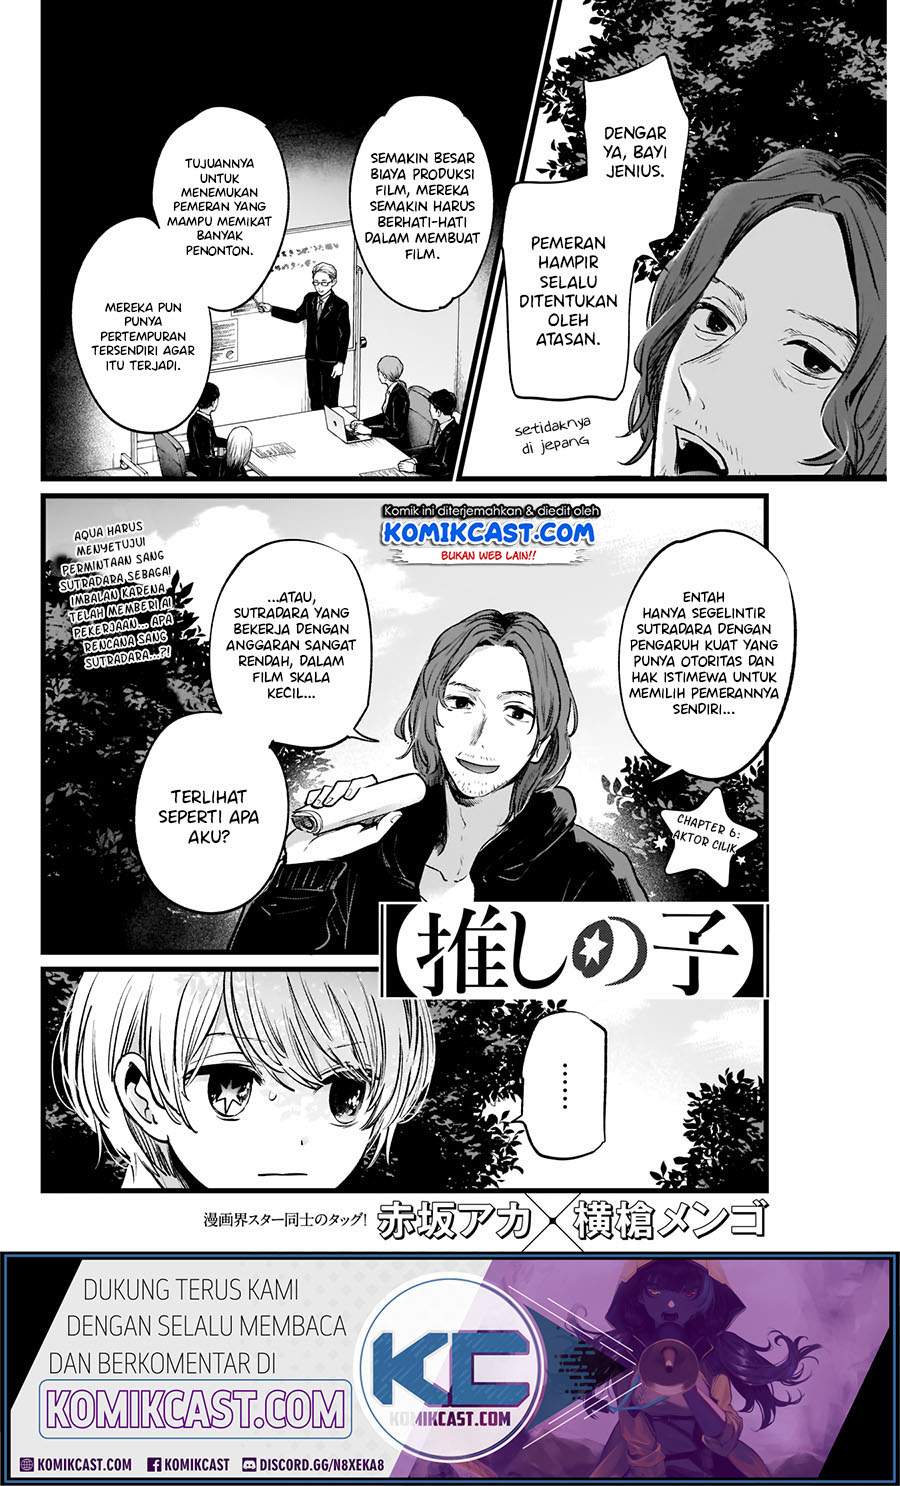 DENGAR
YA, BAYI
JENIUS.
PEMERAN
HAMPIR
SELALU
DITENTUKAN
OLEH
ATASAN.
setidaknya
di jepang
SEMAKIN BESAR
BIAYA PRODUKSI
FILM, MEREKA
SEMAKIN HARUS
BERHATI-HATI
DALAM MEMBUAT
FILM.
TUJUANNYA
UNTUK
MENEMUKAN
PEMERAN YANG
MAMPU MEMIKAT
BANYAK
PENONTON.
MEREKA PUN
PUNYA
PERTEMPURAN
TERSENDIRI AGAR
ITU TERJADI.
Komik ini diterjemahkan & diedit oleh
KOMIKCAST.COM
BUKAN WEB LAIN!!
ENTAH
HANYA SEGELINTIR
SUTRADARA DENGAN
PENGARUH KUAT YANG
PUNYA OTORITAS DAN
HAK ISTIMEWA UNTUK
MEMILIH PEMERANNYA
SENDIRI...
...ATAU,
SUTRADARA YANG
BEKERJA DENGAN
ANGGARAN SANGAT
RENDAH, DALAM
FILM SKALA
KECIL...
TERLIHAT
SEPERTI APA
AKU?
AQUA HARUS
MENYETUJUI
PERMINTAAN SANG
SUTRADARA SEBAGAI
IMBALAN KARENA
TELAH MEMBERI AI
PEKERJAAN... APA
RENCANA SANG
SUTRADARA...?!
CHAPTER 6:
AKTOR CILIK
【推しの子】
......
漫画界スター同士のタッグ!
赤坂アカ×横槍メンゴ
DUKUNG TERUS KAMI
DENGAN SELALU MEMBACA
DAN BERKOMENTAR DI
KOMIKCAST.COM
KOMIKCAST.COM KOMIKCAST DISCORD.GG/N8XEKA8
KC
KOMIKCAST.COM